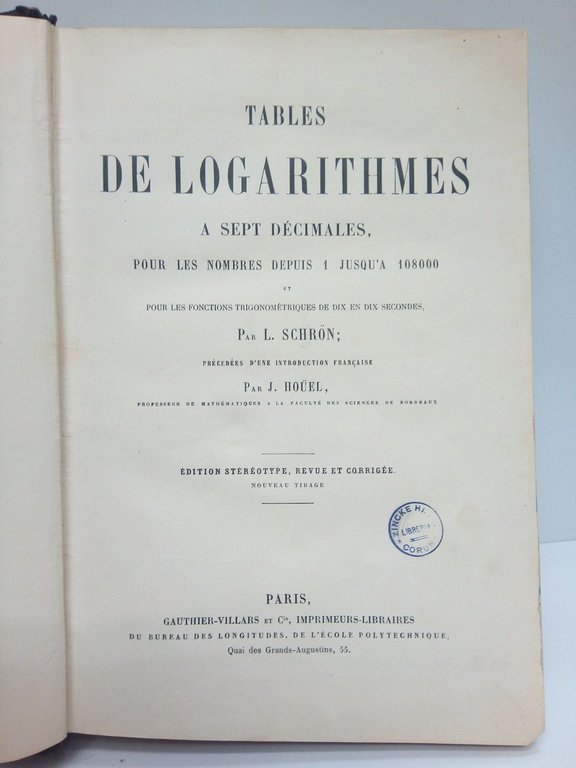 TABLES
DE LOGARITHMES
A SEPT DÉCIMALES,
POUR LES NOMBRES DEPUIS 1 JUSQU'A 108000
ET
POUR LES FONCTIONS TRIGONOMÉTRIQUES DE DIX EN DIX SECONDES,
PAR L. SCHRÖN;
PRÉCÉDÉES D'UNE INTRODUCTION FRANÇAISE
PAR J. HOÜEL,
PROFESSEUR DE MATHÉMATIQUES A LA FACULTÉ DES SCIENCES DE BORDEAUX
ÉDITION STÉRÉOTYPE, REVUE ET CORRIGÉE.
NOUVEAU TIRAGE
ZINCKE
LIBRERIA
PARIS,
GAUTHIER-VILLARS ET Cie, IMPRIMEURS-LIBRAIRES
DU BUREAU DES LONGITUDES, DE L'ÉCOLE POLYTECHNIQUE,
Quai des Grands-Augustins, 55.